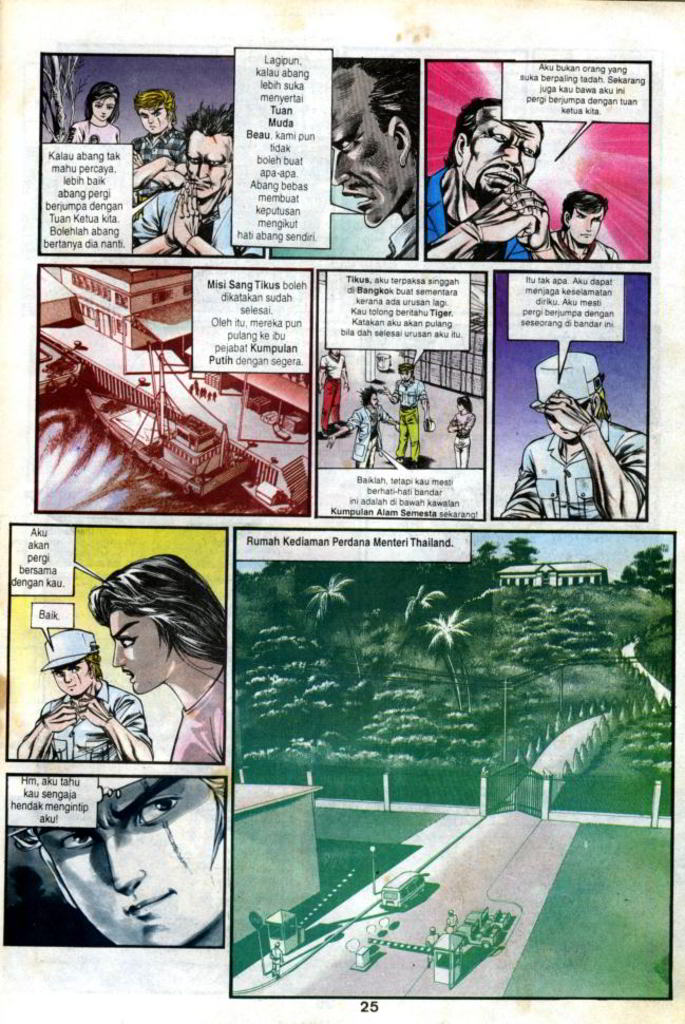 Kalau abang tak
mahu percaya,
lebih baik
abang pergi
berjumpa dengan
Tuan Ketua kita.
Bolehlah abang
bertanya dia nanti.
Lagipun,
kalau abang
lebih suka
menyertai
Tuan
Muda
Beau, kami pun
tidak
boleh buat
apa-apa.
Abang bebas
membuat
keputusan
mengikut
hati abang sendiri.
Aku bukan orang yang
suka berpaling tadah. Sekarang
juga kau bawa aku ini
pergi berjumpa dengan tuan
ketua kita.
Misi Sang Tikus boleh
dikatakan sudah
selesai.
Oleh itu, mereka pun
pulang ke ibu
pejabat Kumpulan
Putih dengan segera.
Tikus, aku terpaksa singgah
di Bangkok buat sementara
kerana ada urusan lagi.
Kau tolong beritahu Tiger.
Katakan aku akan pulang
bila dah selesai urusan aku itu.
Baiklah, tetapi kau mesti
berhati-hati bandar
ini adalah di bawah kawalan
Kumpulan Alam Semesta sekarang!
Itu tak apa. Aku akan
menjaga keselamatan
diriku. Aku mesti
pergi berjumpa dengan
seseorang di bandar ini.
Aku
akan
pergi
bersama
dengan kau.
Baik.
Hm, aku tahu
kau sengaja
hendak mengintip
aku!
Rumah Kediaman Perdana Menteri Thailand.
25